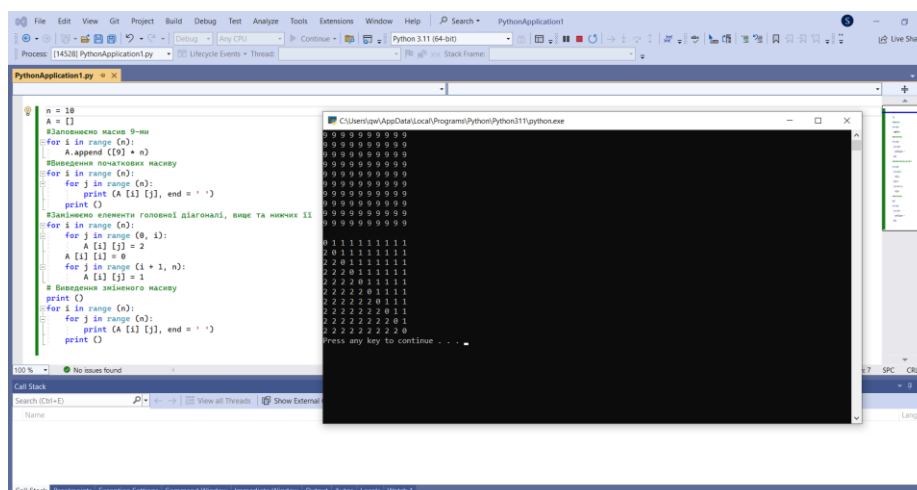 File Edit View Git Project Build Debug Test Analyze Tools Extensions Window Help Search PythonApplication1 S
Debug Any CPU Continue Python 3.11 (64-bit) Live Sha
Process: [14528] PythonApplication1.py Lifecycle Events Thread: Stack Frame:
PythonApplication1.py
n = 10
A = []
#Заповнюємо масив 9-ми
for i in range (n):
A.append ([9] * n)
#Виведення початкових масиву
for i in range (n):
for j in range (n):
print (A [i] [j], end = ' ')
print ()
#Замінюємо елементи головної діагоналі, вище та нижчих її
for i in range (n):
for j in range (0, i):
A [i] [j] = 2
A [i] [i] = 0
for j in range (i + 1, n):
A [i] [j] = 1
# Виведення зміненого масиву
print ()
for i in range (n):
for j in range (n):
print (A [i] [j], end = ' ')
print ()
C:\Users\qw\AppData\Local\Programs\Python\Python311\python.exe
9 9 9 9 9 9 9 9 9 9
9 9 9 9 9 9 9 9 9 9
9 9 9 9 9 9 9 9 9 9
9 9 9 9 9 9 9 9 9 9
9 9 9 9 9 9 9 9 9 9
9 9 9 9 9 9 9 9 9 9
9 9 9 9 9 9 9 9 9 9
9 9 9 9 9 9 9 9 9 9
9 9 9 9 9 9 9 9 9 9
9 9 9 9 9 9 9 9 9 9
0 1 1 1 1 1 1 1 1 1
2 0 1 1 1 1 1 1 1 1
2 2 0 1 1 1 1 1 1 1
2 2 2 0 1 1 1 1 1 1
2 2 2 2 0 1 1 1 1 1
2 2 2 2 2 0 1 1 1 1
2 2 2 2 2 2 0 1 1 1
2 2 2 2 2 2 2 0 1 1
2 2 2 2 2 2 2 2 0 1
2 2 2 2 2 2 2 2 2 0
Press any key to continue . . .
100 % No issues found : 7 SPC CRL
Call Stack
Search (Ctrl+E) View all Threads Show External
Name Lang